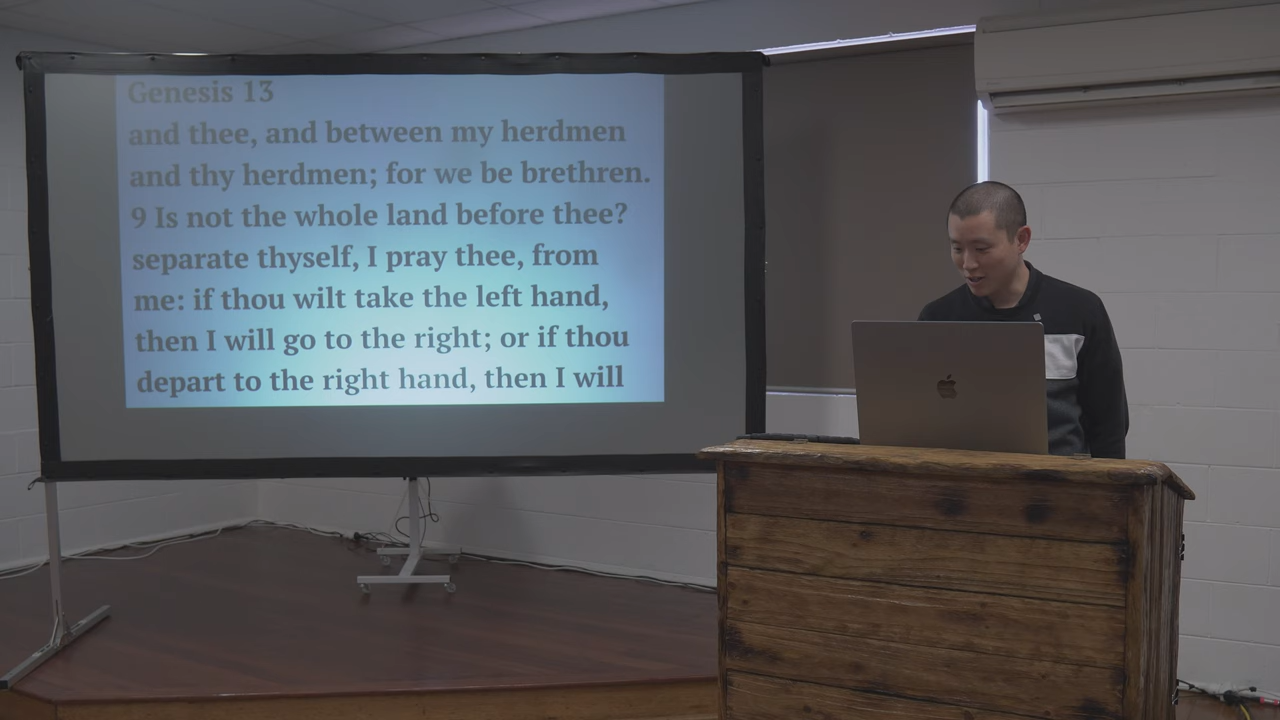 Genesis 13
and thee, and between my herdmen
and thy herdmen; for we be brethren.
9 Is not the whole land before thee?
separate thyself, I pray thee, from
me: if thou wilt take the left hand,
then I will go to the right; or if thou
depart to the right hand, then I will